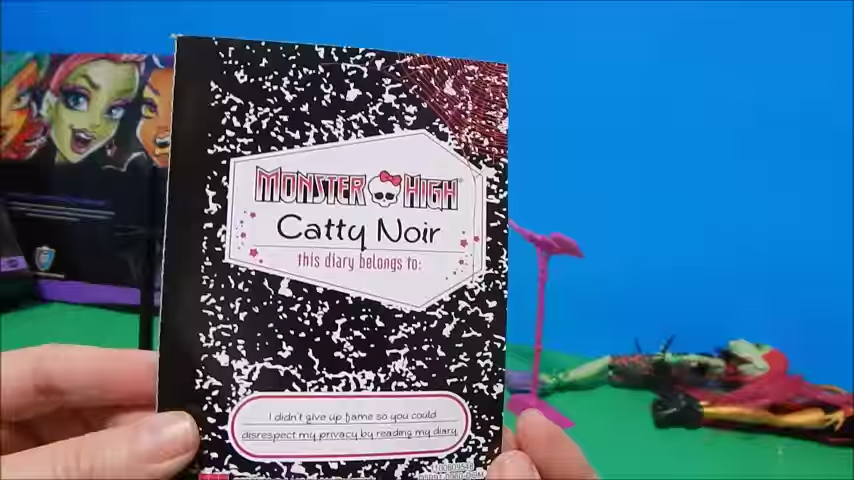 MONSTER HIGH
Catty Noir
this diary belongs to:
I didn't give up fame so you could
disrespect my privacy by reading my diary.